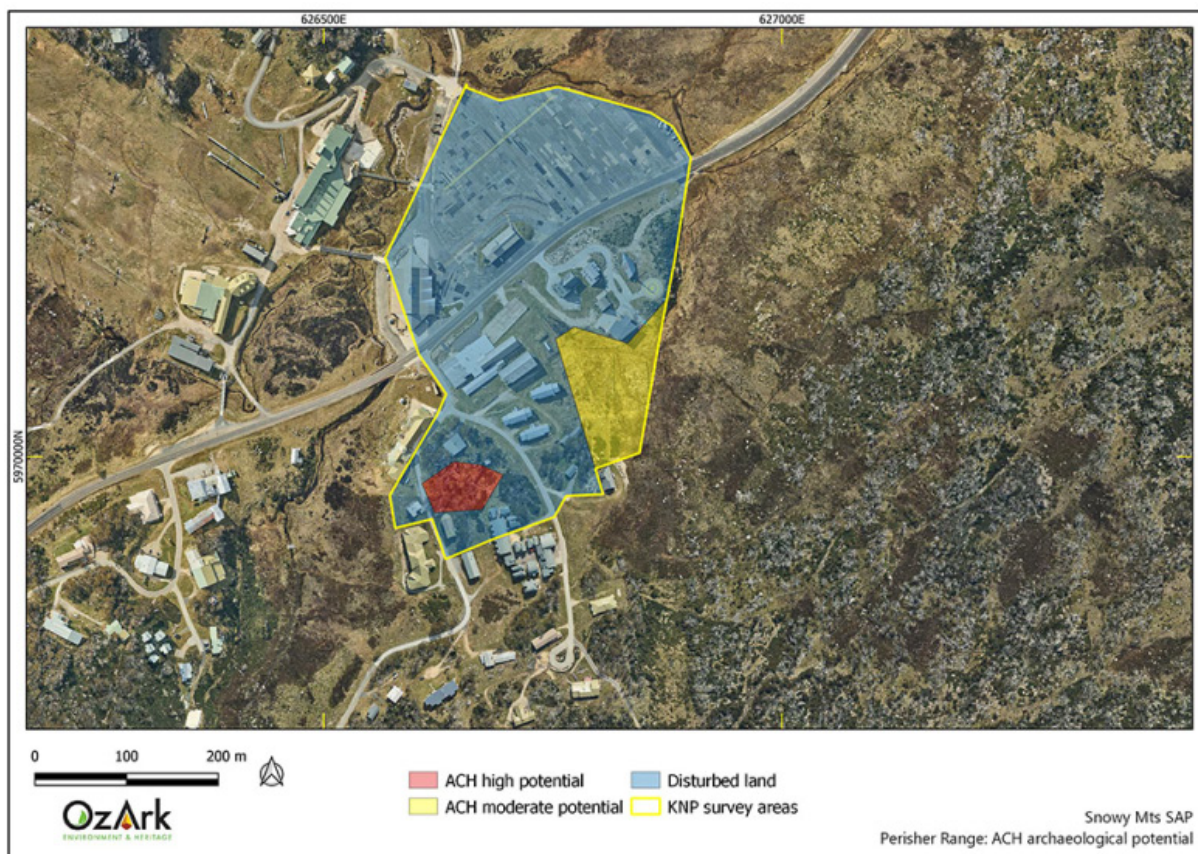 626500E
627000E
5970000N
0 100 200 m
ACH high potential
Disturbed land
ACH moderate potential
KNP survey areas
OzArk
ENVIRONMENT & HERITAGE
Snowy Mts SAP
Perisher Range: ACH archaeological potential